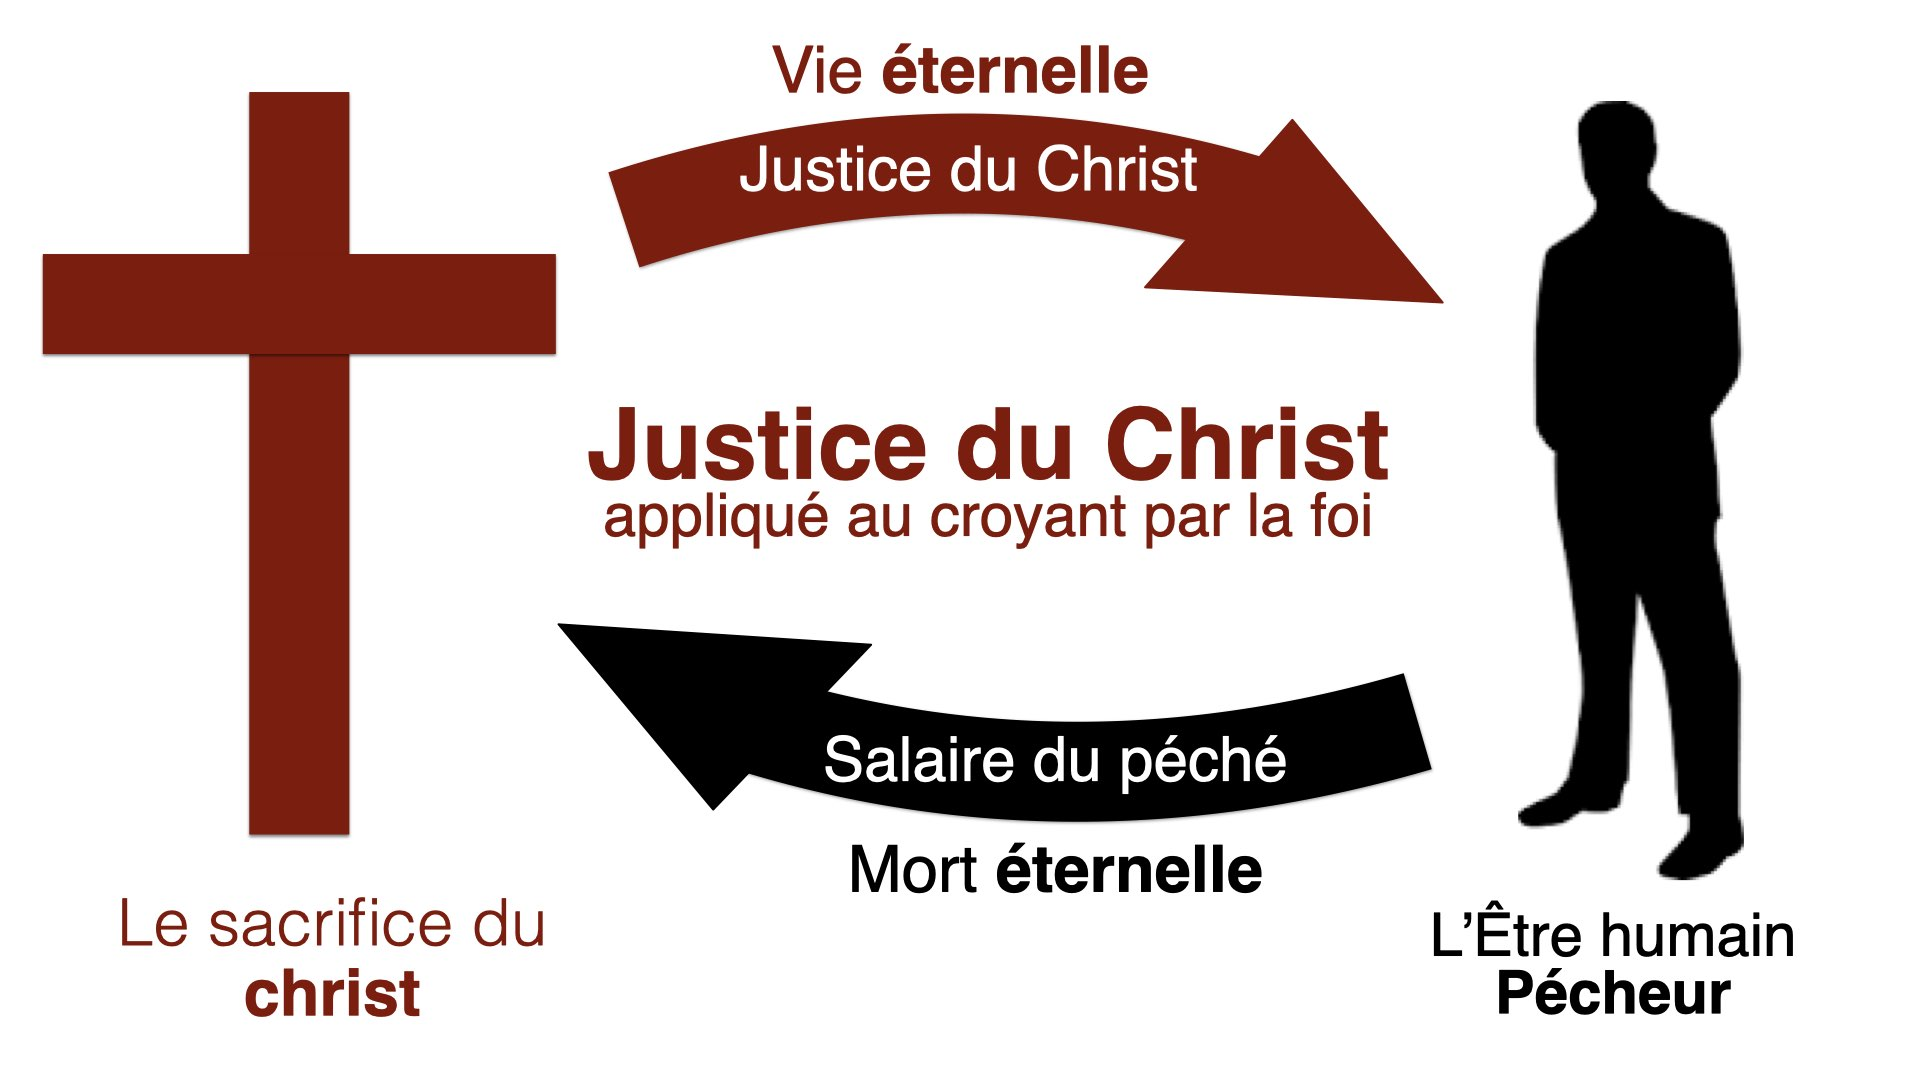 Vie éternelle
Justice du Christ
Justice du Christ
appliqué au croyant par la foi
Salaire du péché
Mort éternelle
Le sacrifice du
christ
L’Être humain
Pécheur